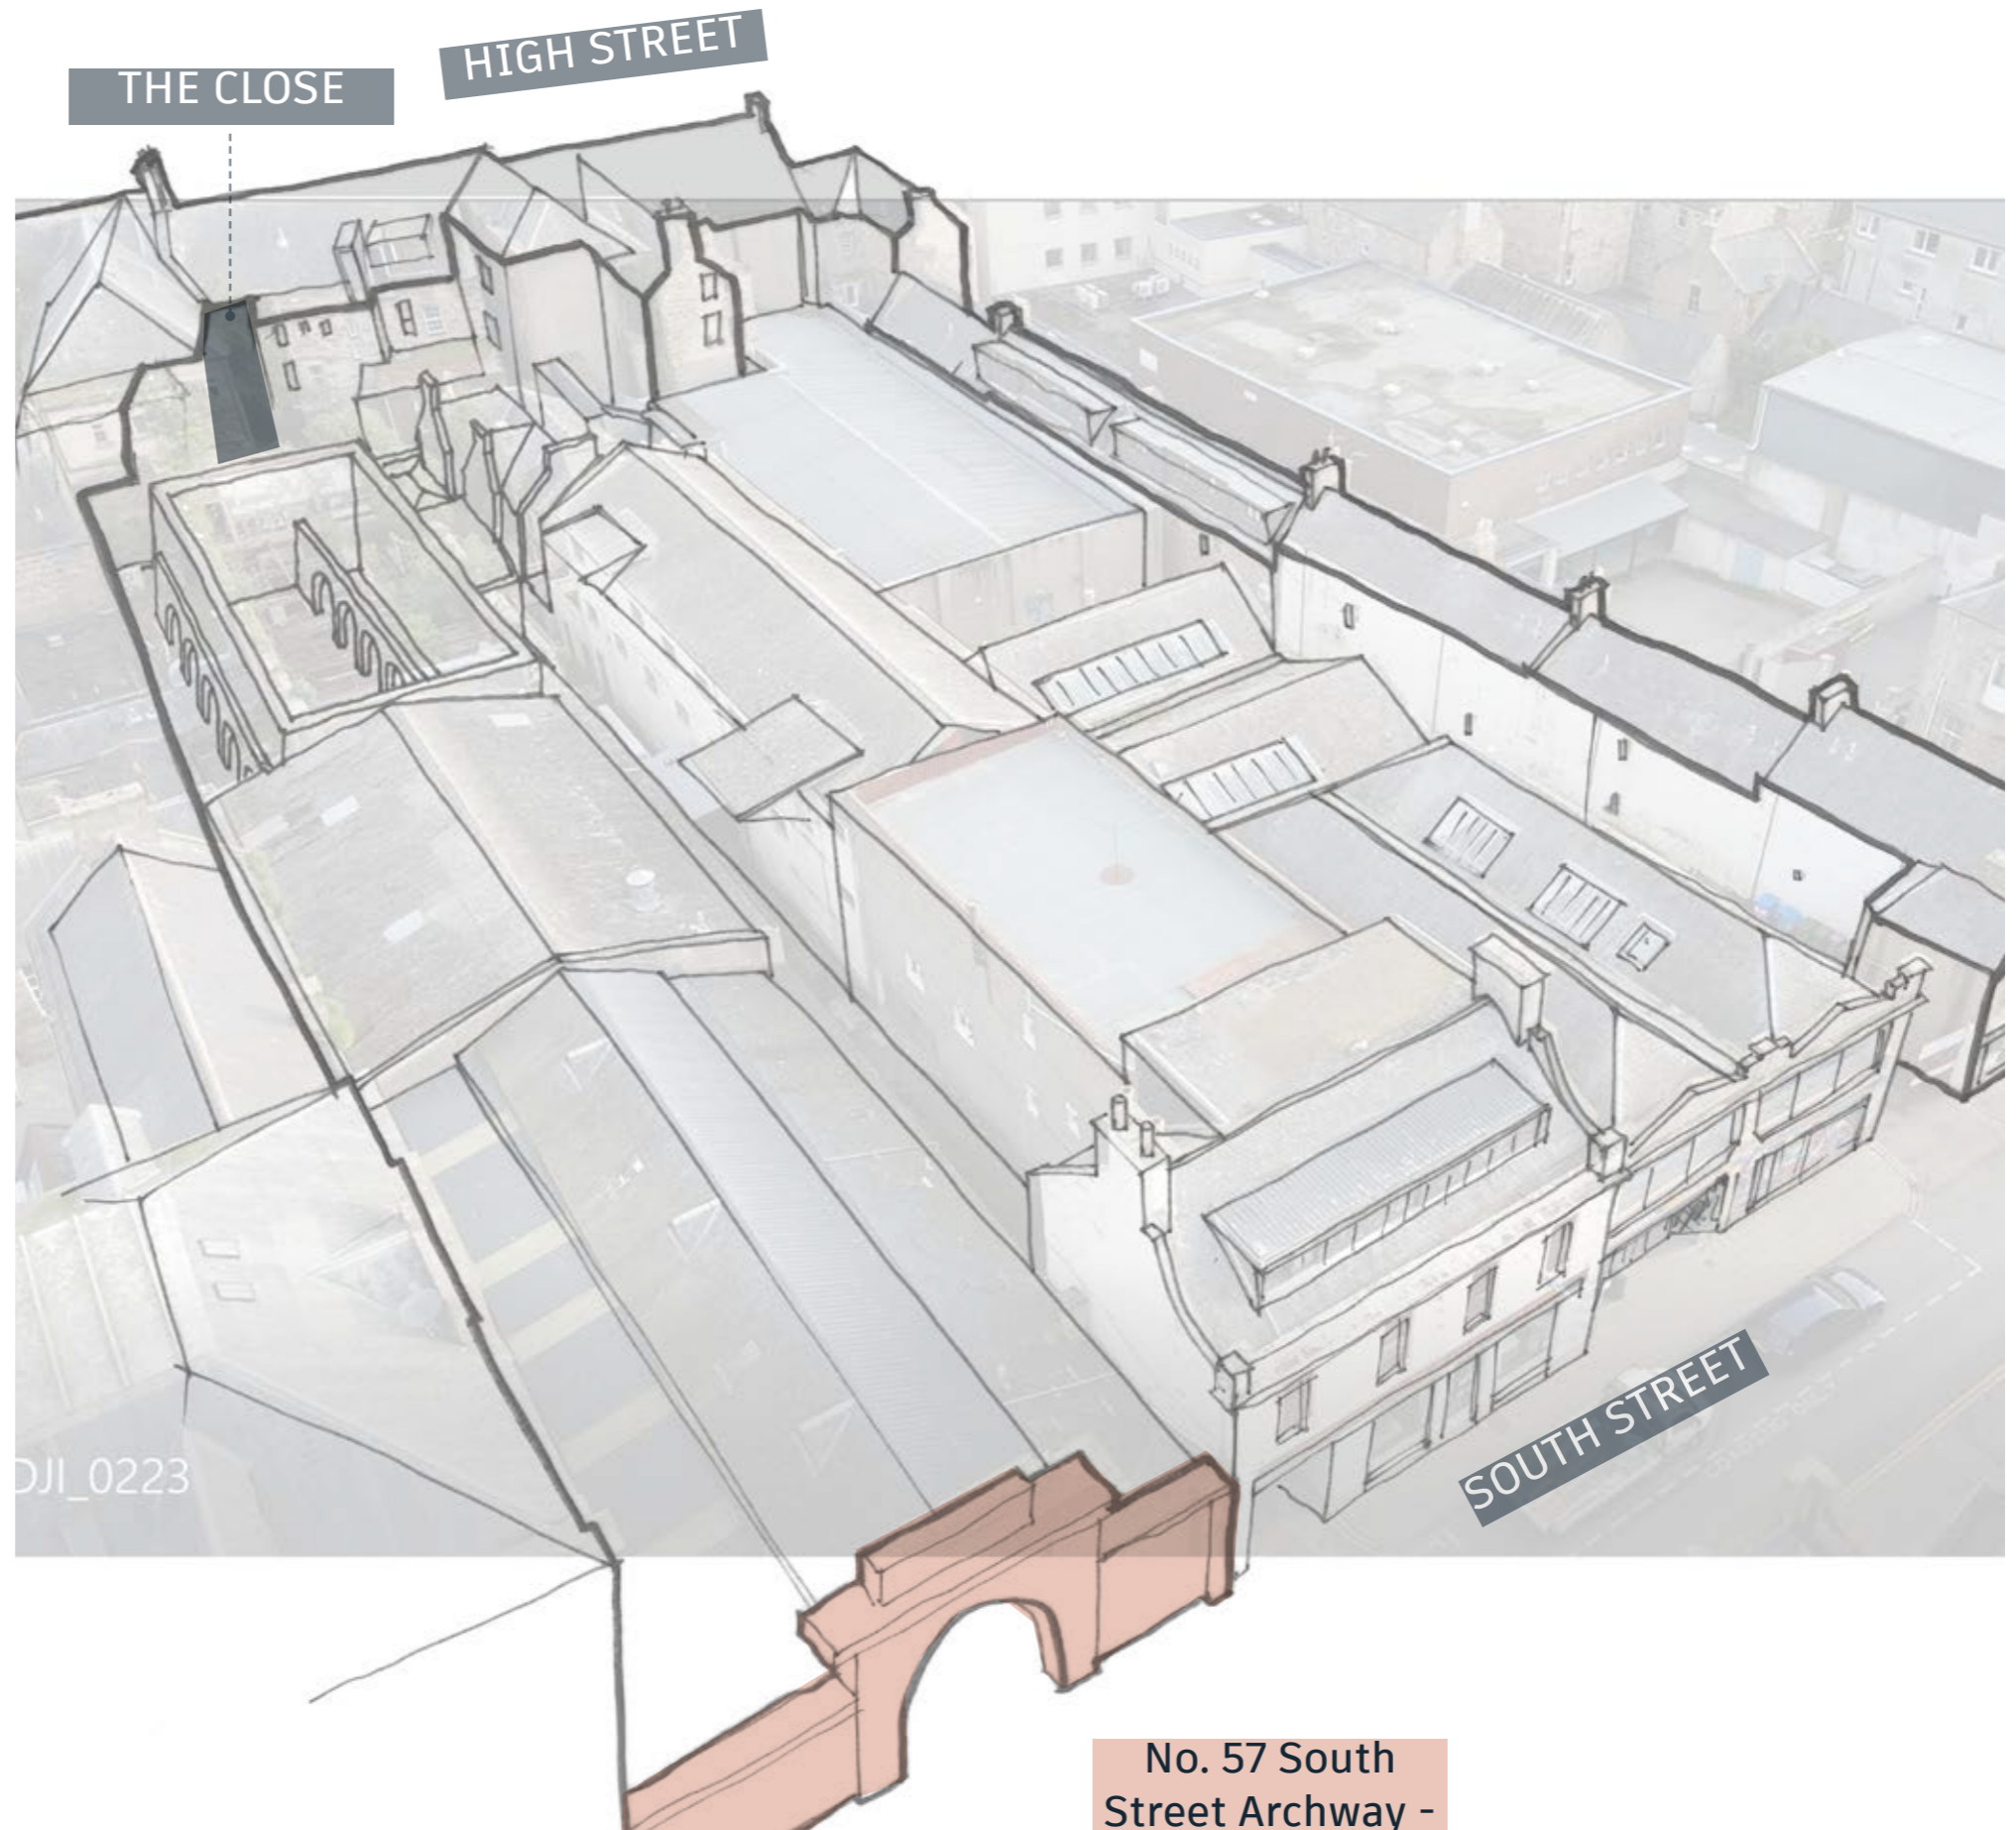 HIGH STREET
THE CLOSE
SOUTH STREET
DJI_0223
No. 57 South
Street Archway -